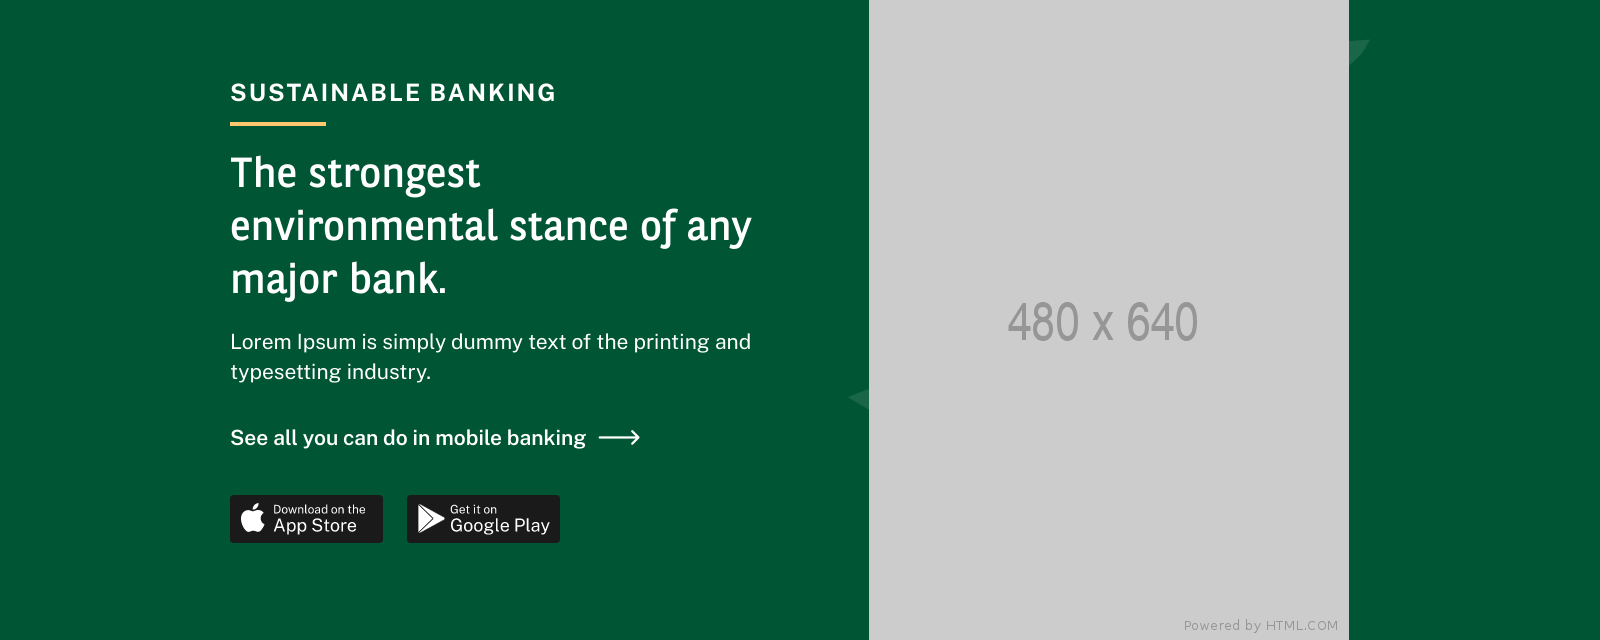 SUSTAINABLE BANKING
The strongest
environmental stance of any
major bank.
Lorem Ipsum is simply dummy text of the printing and
typesetting industry.
See all you can do in mobile banking
Download on the
App Store
Get it on
Google Play
480 x 640
Powered by HTML.COM